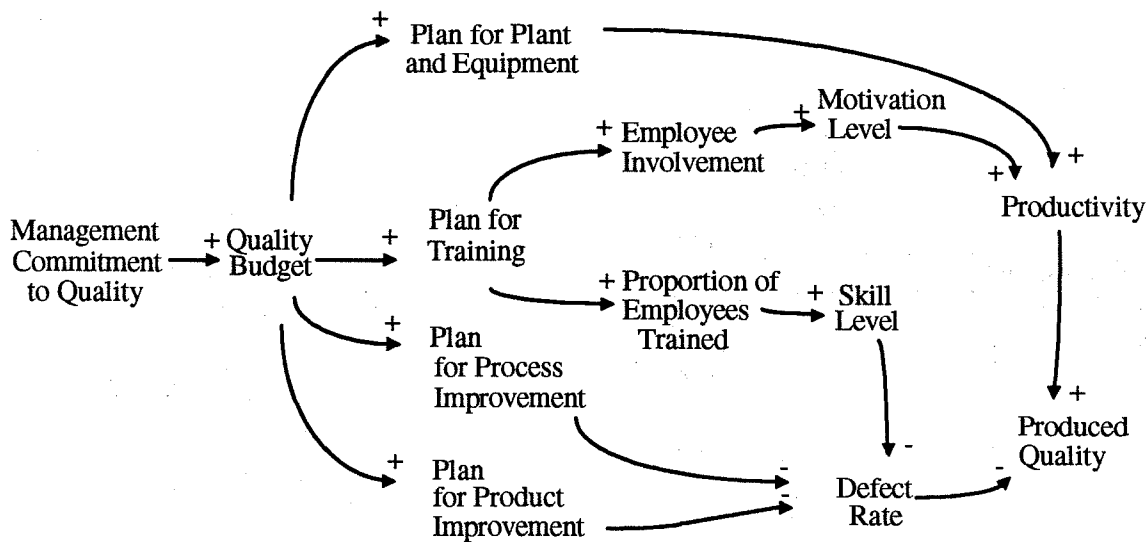 +
Plan for Plant
and Equipment
+
Motivation
Level
+
Employee
Involvement
+
+
Productivity
Management
Commitment
to Quality
+
Quality
Budget
+
Plan for
Training
+
Proportion of
Employees
Trained
+
Skill
Level
+
Plan
for Process
Improvement
+
Produced
Quality
+
Plan
for Product
Improvement
-
-
-
Defect
Rate
-